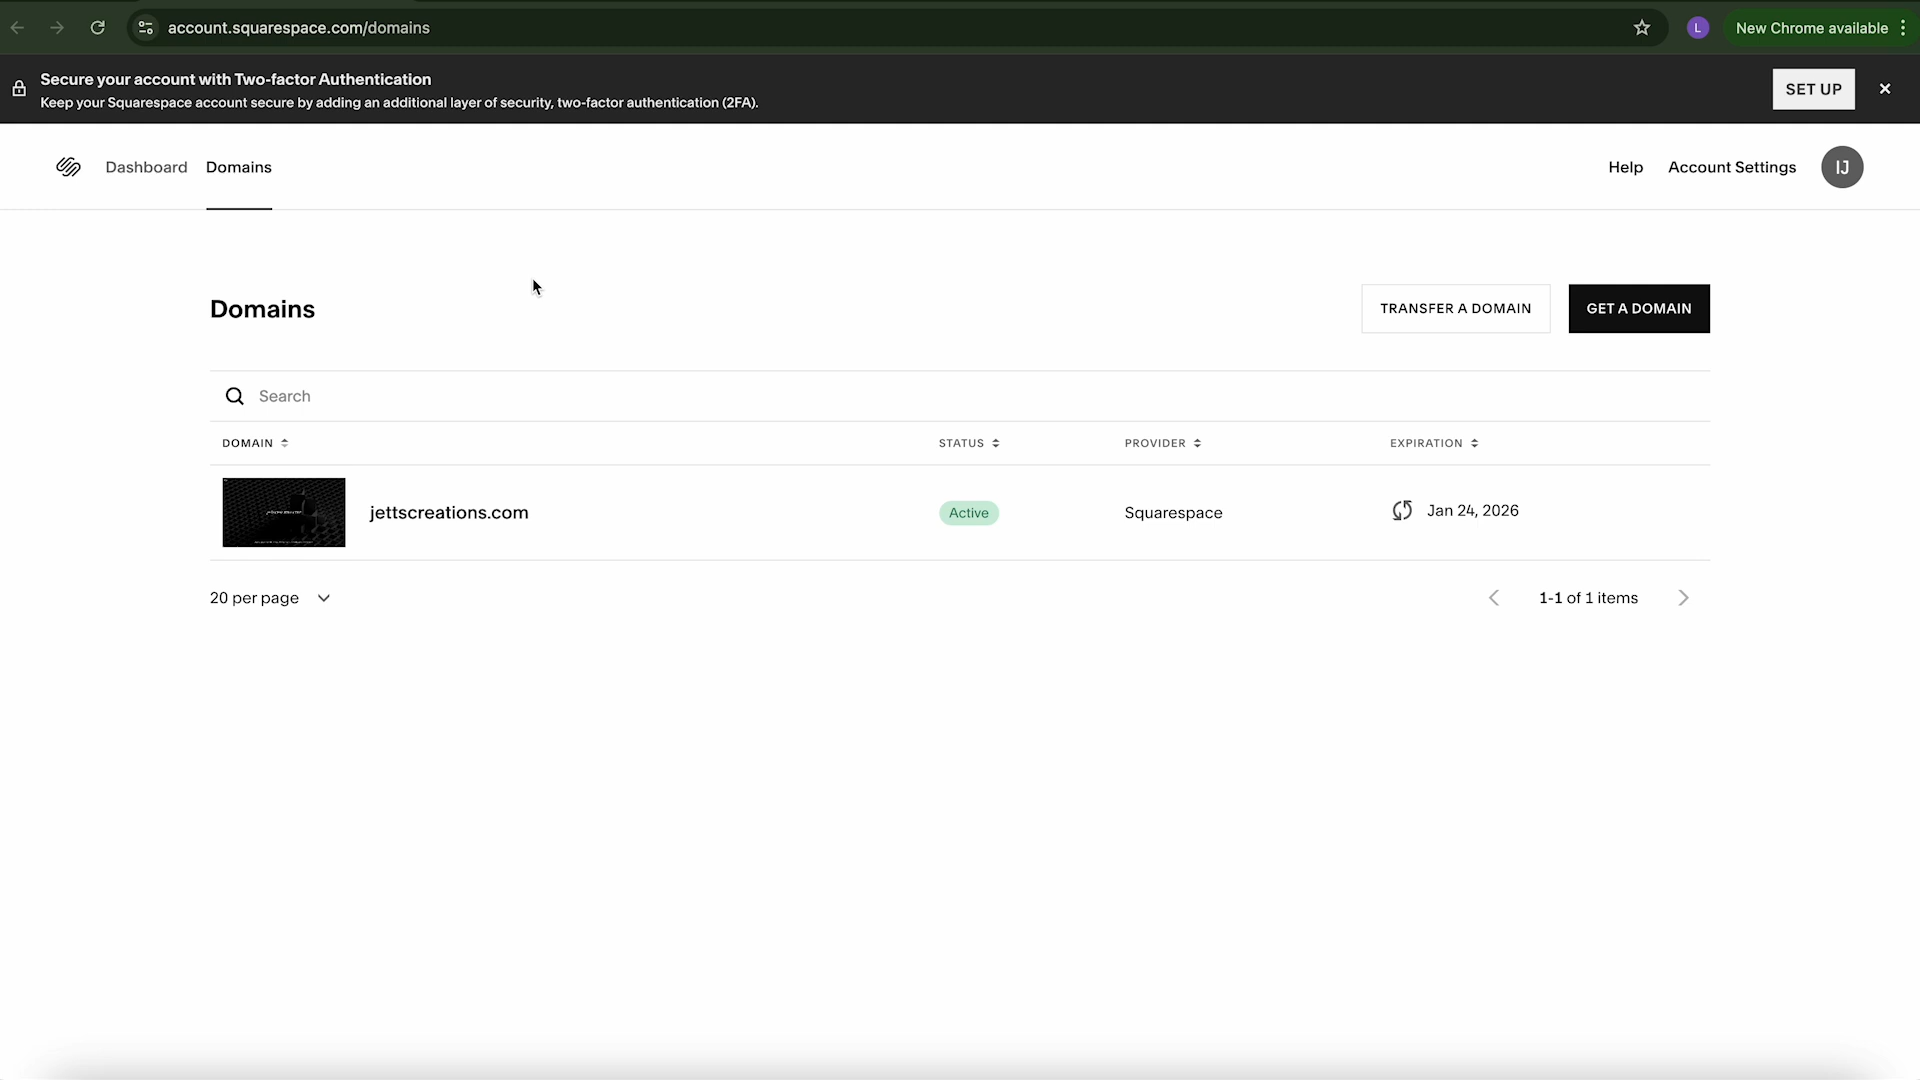 account.squarespace.com/domains
L
New Chrome available
Secure your account with Two-factor Authentication
Keep your Squarespace account secure by adding an additional layer of security, two-factor authentication (2FA).
SET UP
Dashboard
Domains
Help
Account Settings
IJ
Domains
TRANSFER A DOMAIN
GET A DOMAIN
Search
DOMAIN
STATUS
PROVIDER
EXPIRATION
jettscreations.com
Active
Squarespace
Jan 24, 2026
20 per page
1-1 of 1 items